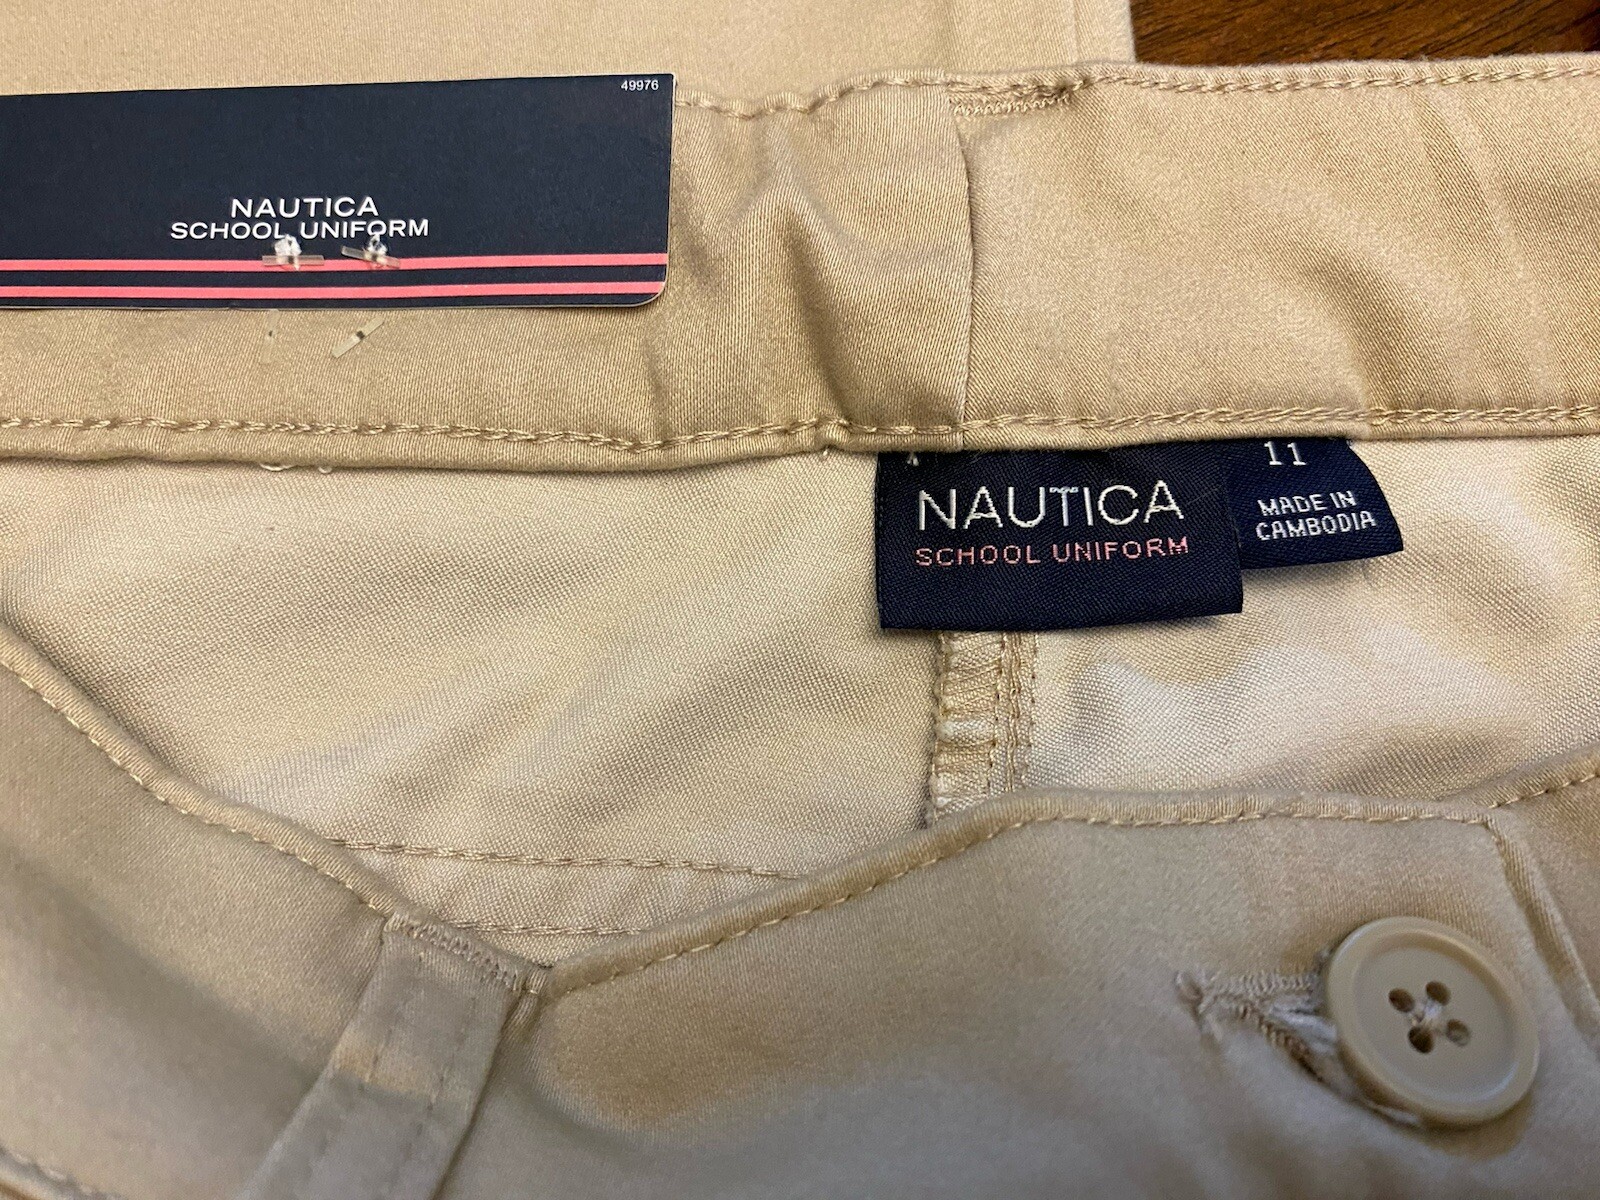 49976
NAUTICA
SCHOOL UNIFORM
11
NAUTICA
SCHOOL UNIFORM
MADE IN
CAMBODIA